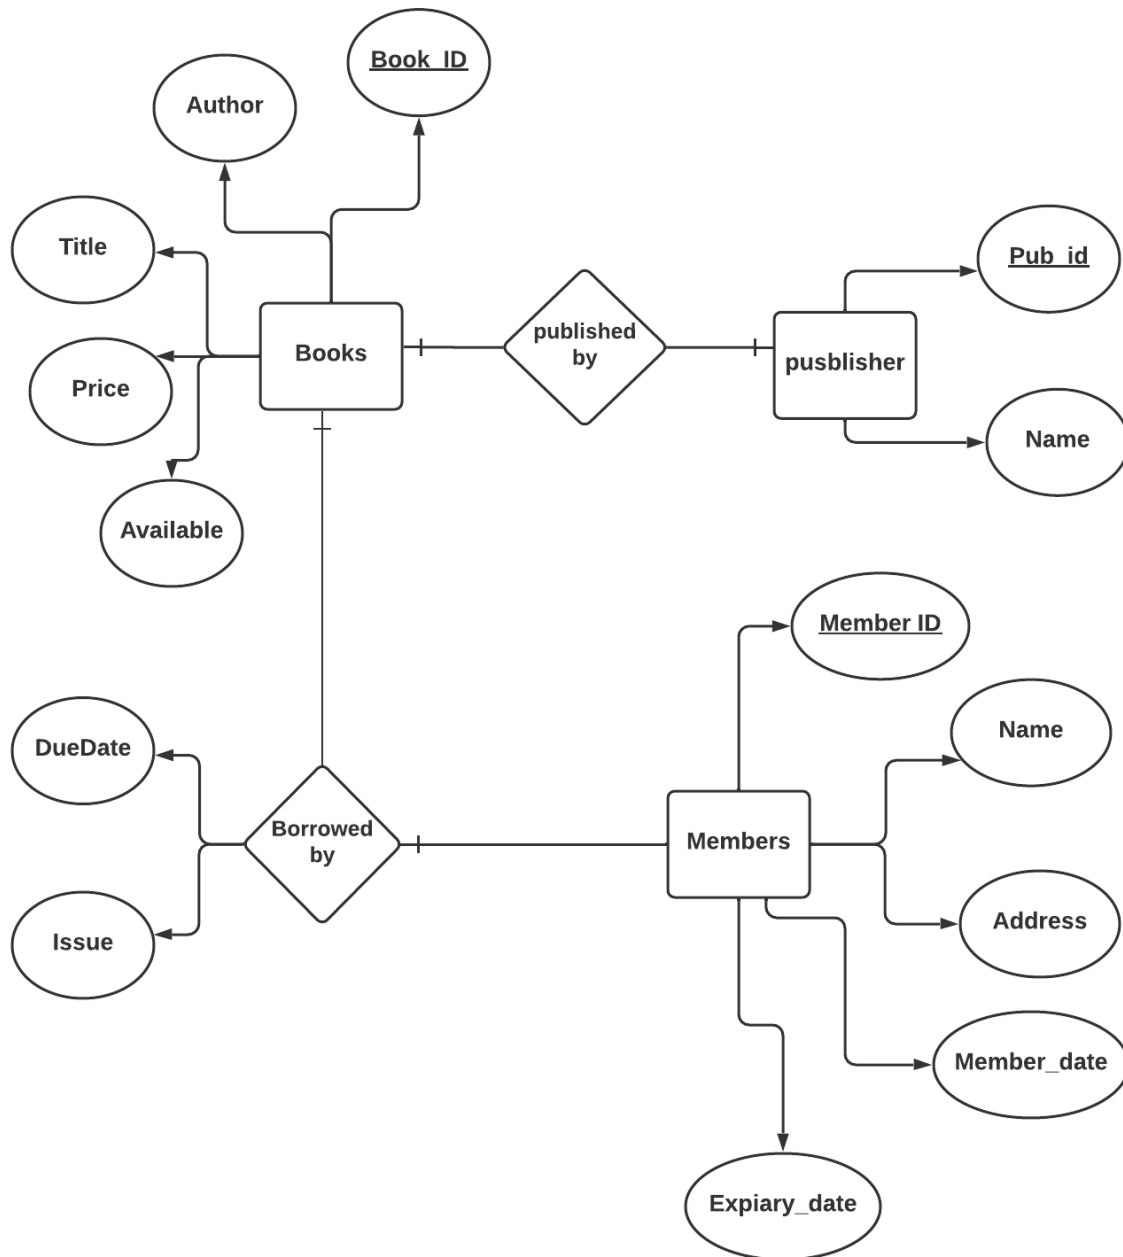 Book_ID
Author
Title
Pub_id
published
by
Books
pusblisher
Price
Name
Available
Member ID
Name
DueDate
Borrowed
by
Members
Address
Issue
Member_date
Expiary_date